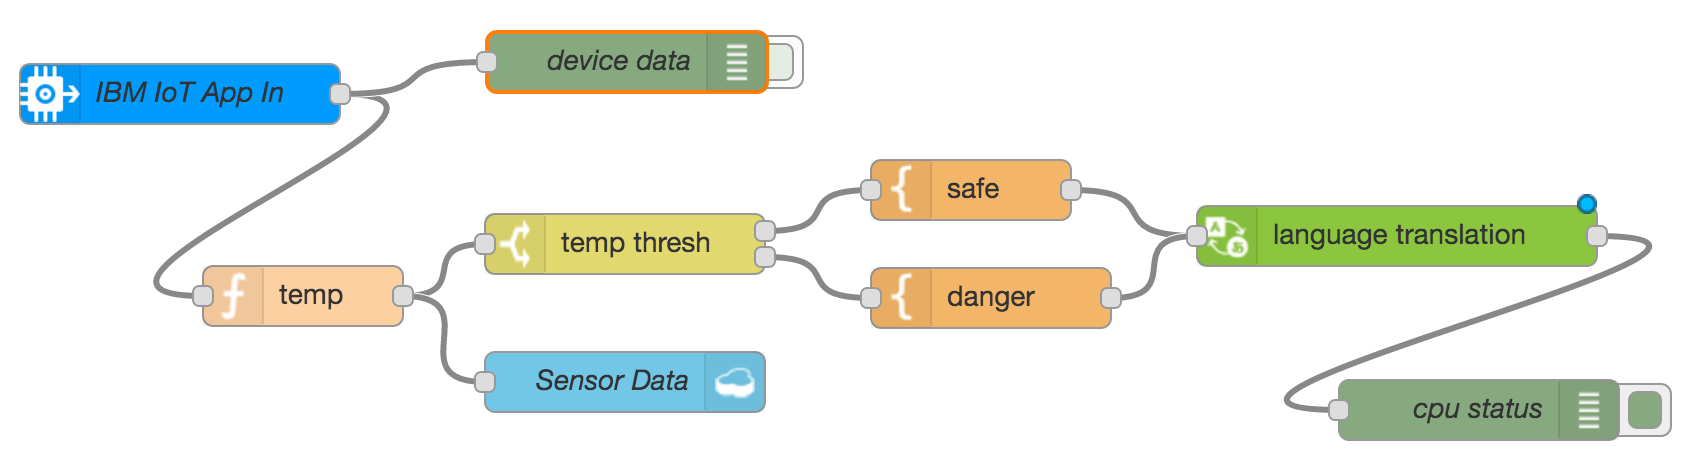 device data
IBM IoT App In
safe
temp thresh
language translation
temp
danger
Sensor Data
cpu status